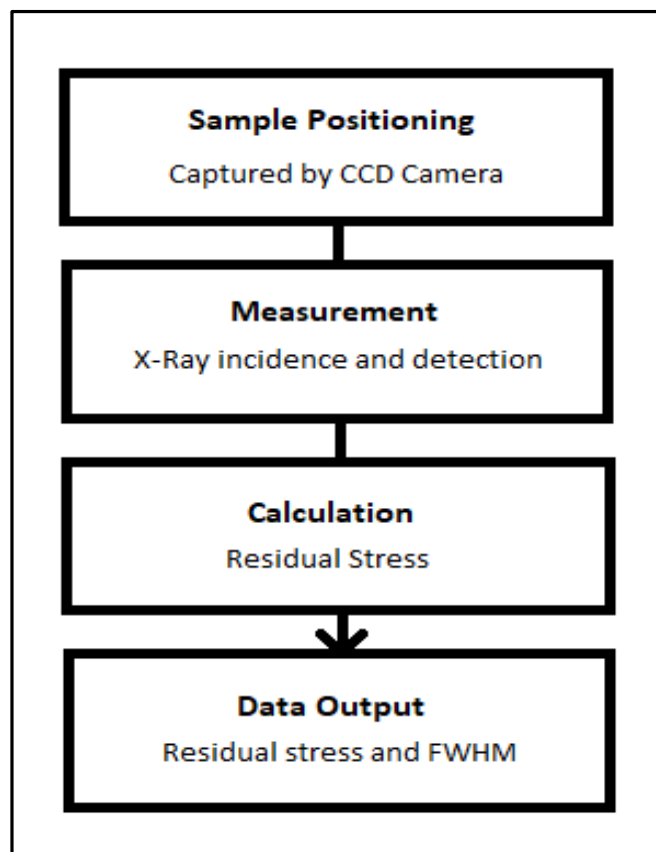 Sample Positioning
Captured by CCD Camera
Measurement
X-Ray incidence and detection
Calculation
Residual Stress
Data Output
Residual stress and FWHM